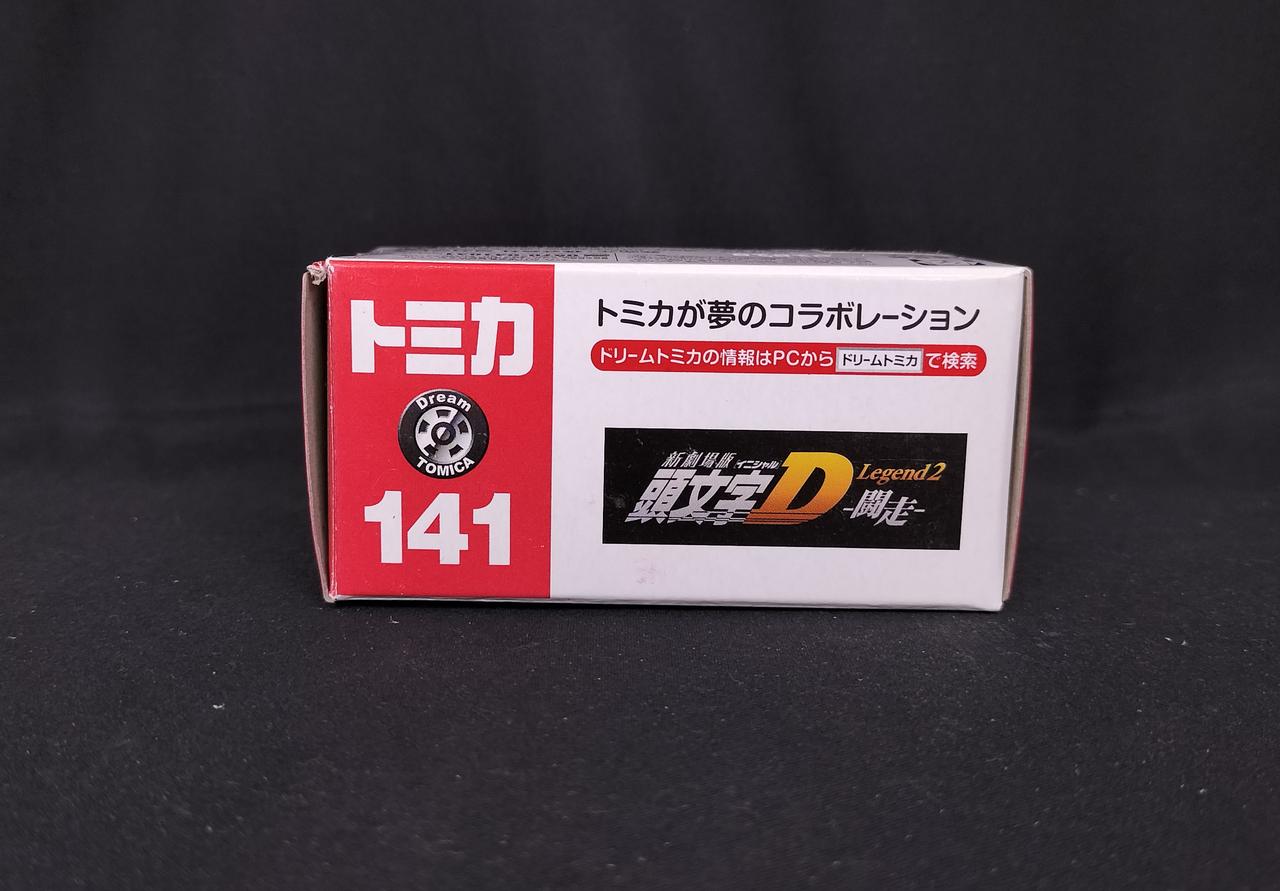 トミカ
Dream
TOMICA
141
トミカが夢のコラボレーション
ドリームトミカの情報はPCから ドリームトミカ で検索
新劇場版 イニシャル
頭文字D Legend2
-闘走-